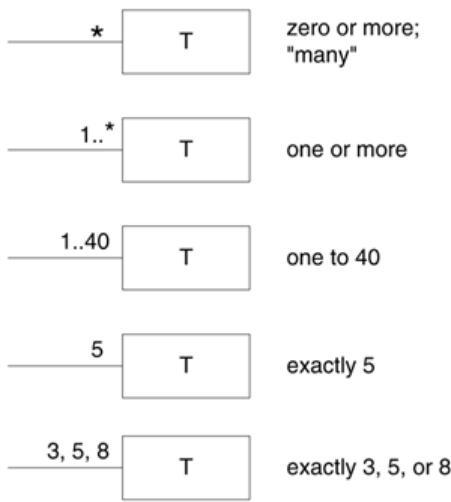 * T zero or more;
"many"
1..* T one or more
1..40 T one to 40
5 T exactly 5
3, 5, 8 T exactly 3, 5, or 8